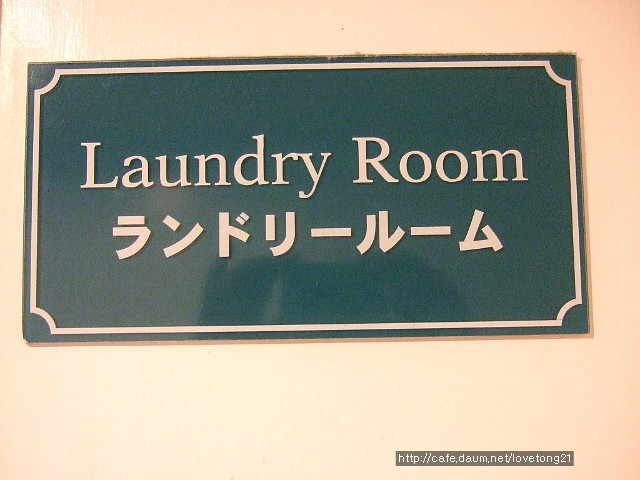 Laundry Room
ランドリールーム
http://cafe.daum.net/lovetong21